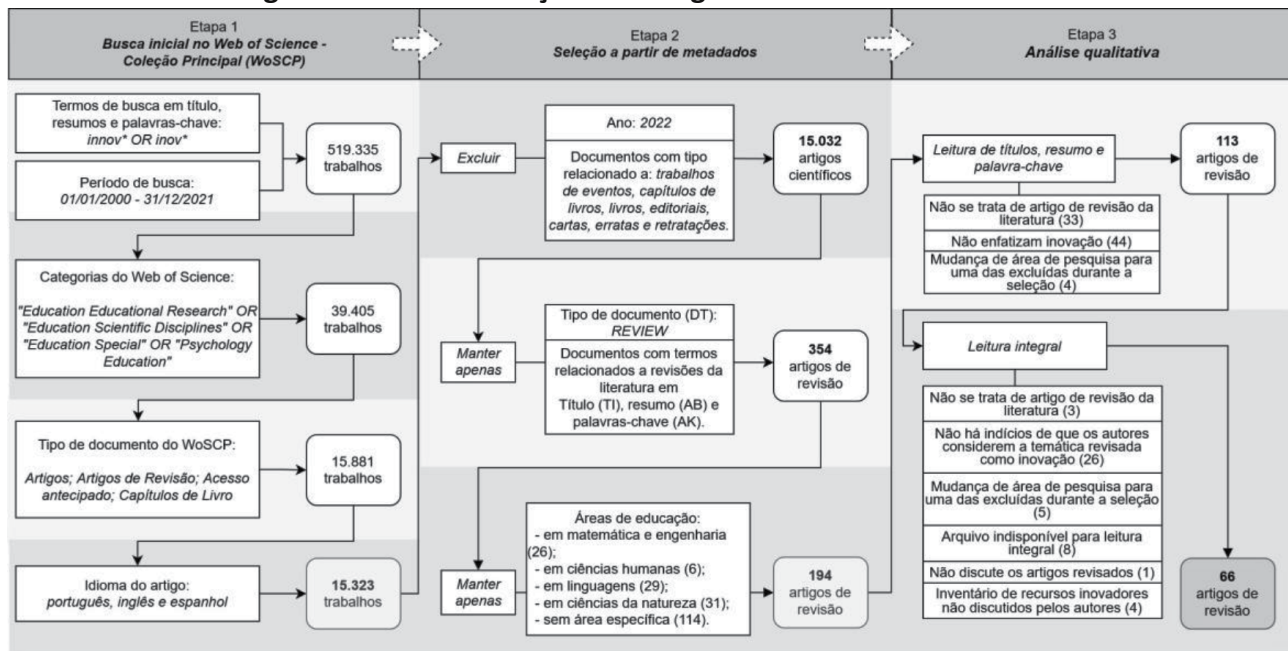 Etapa 1
Busca inicial no Web of Science -
Coleção Principal (WoSCP)
Etapa 2
Seleção a partir de metadados
Etapa 3
Análise qualitativa
Termos de busca em título,
resumos e palavras-chave:
innov* OR inov*
Período de busca:
01/01/2000 - 31/12/2021
519.335
trabalhos
Categorias do Web of Science:
"Education Educational Research" OR
"Education Scientific Disciplines" OR
"Education Special" OR "Psychology
Education"
39.405
trabalhos
Tipo de documento do WoSCP:
Artigos; Artigos de Revisão; Acesso
antecipado; Capítulos de Livro
15.881
trabalhos
Idioma do artigo:
português, inglês e espanhol
15.323
trabalhos
Excluir
Ano: 2022
Documentos com tipo
relacionado a: trabalhos
de eventos, capítulos de
livros, livros, editoriais,
cartas, erratas e retratações.
15.032
artigos
científicos
Manter
apenas
Tipo de documento (DT):
REVIEW
Documentos com termos
relacionados a revisões da
literatura em
Título (TI), resumo (AB) e
palavras-chave (AK).
354
artigos de
revisão
Manter
apenas
Áreas de educação:
- em matemática e engenharia
(26);
- em ciências humanas (6);
- em linguagens (29);
- em ciências da natureza (31);
- sem área específica (114).
194
artigos de
revisão
Leitura de títulos, resumo e
palavra-chave
113
artigos de
revisão
Não se trata de artigo de revisão da
literatura (33)
Não enfatizam inovação (44)
Mudança de área de pesquisa para
uma das excluídas durante a
seleção (4)
Leitura integral
Não se trata de artigo de revisão da
literatura (3)
Não há indícios de que os autores
considerem a temática revisada
como inovação (26)
Mudança de área de pesquisa para
uma das excluídas durante a seleção
(5)
Arquivo indisponível para leitura
integral (8)
Não discute os artigos revisados (1)
Inventário de recursos inovadores
não discutidos pelos autores (4)
66
artigos de
revisão